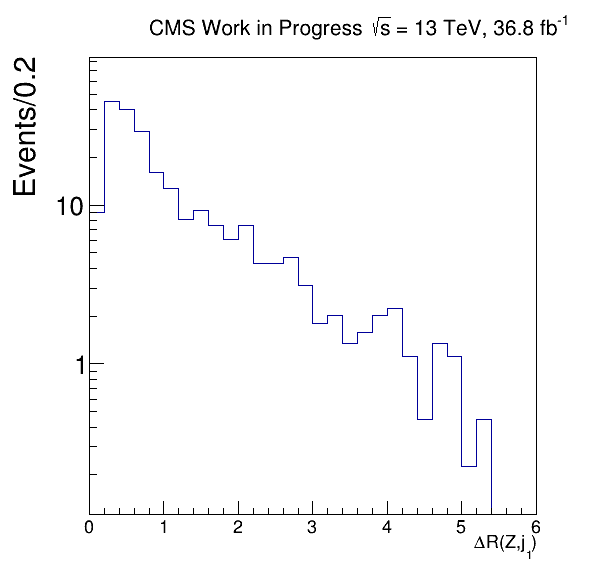 CMS Work in Progress √s = 13 TeV, 36.8 fb⁻¹
Events/0.2
10
1
0 1 2 3 4 5 6
ΔR(Z,j₁)